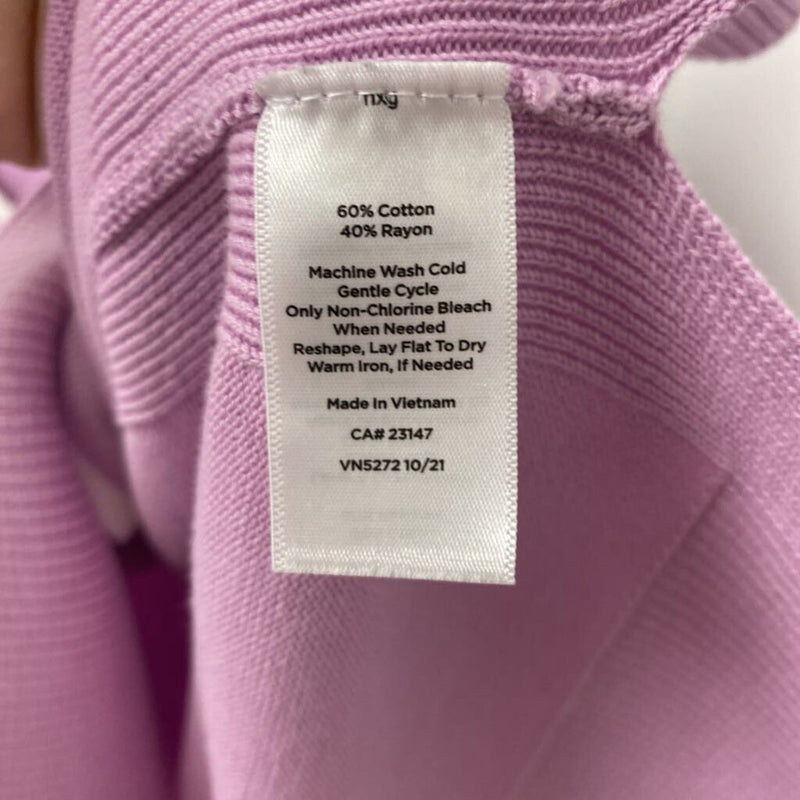 60% Cotton
40% Rayon
Machine Wash Cold
Gentle Cycle
Only Non-Chlorine Bleach
When Needed
Reshape, Lay Flat To Dry
Warm Iron, If Needed
Made In Vietnam
CA# 23147
VN5272 10/21